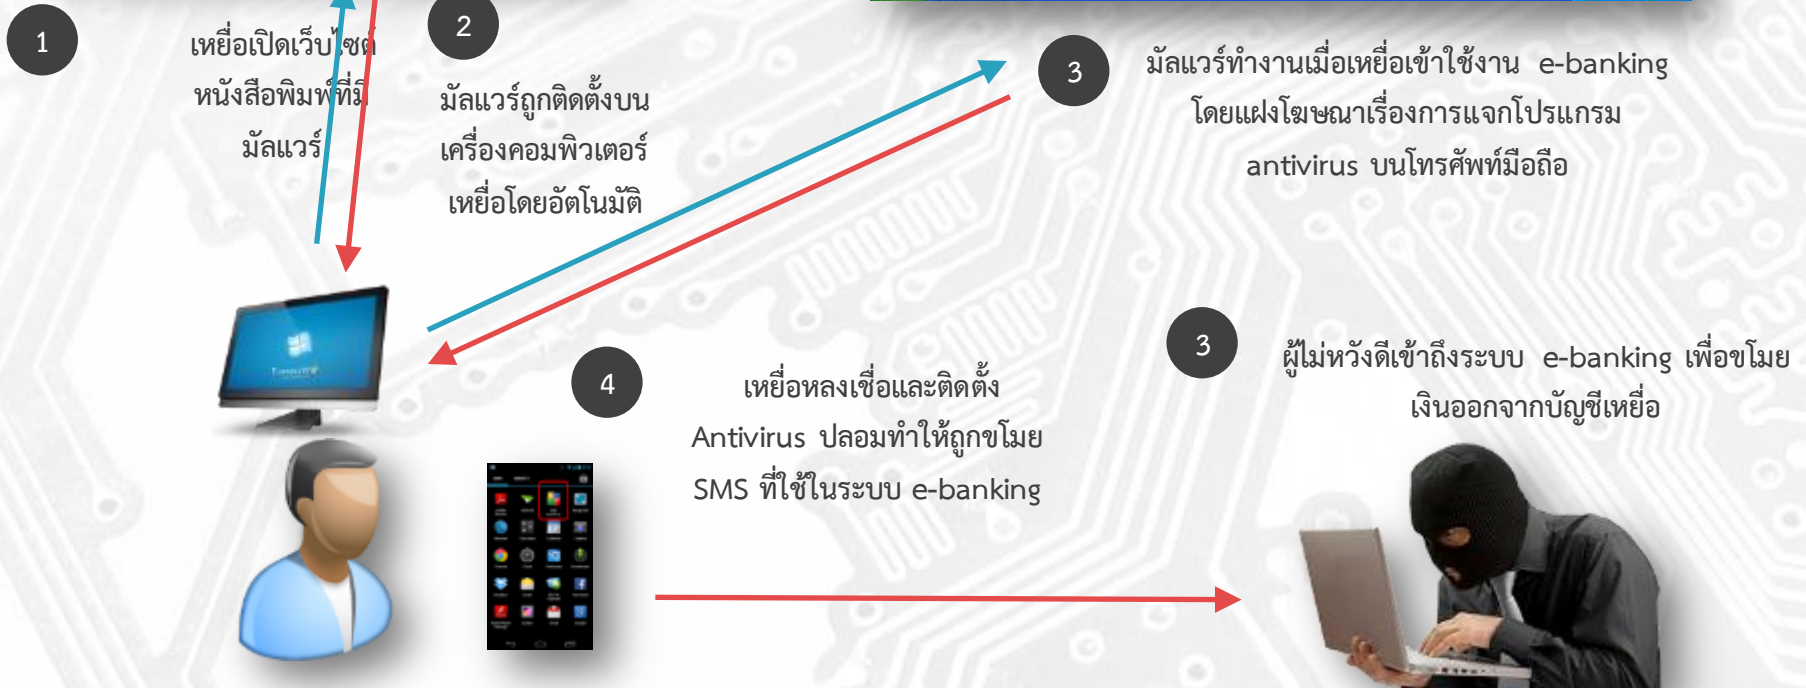 1
เหยื่อเปิดเว็บไซต์
หนังสือพิมพ์ที่มี
มัลแวร์
2
มัลแวร์ถูกติดตั้งบน
เครื่องคอมพิวเตอร์
เหยื่อโดยอัตโนมัติ
3
มัลแวร์ทำงานเมื่อเหยื่อเข้าใช้งาน e-banking
โดยแฝงโฆษณาเรื่องการแจกโปรแกรม
antivirus บนโทรศัพท์มือถือ
4
เหยื่อหลงเชื่อและติดตั้ง
Antivirus ปลอมทำให้ถูกขโมย
SMS ที่ใช้ในระบบ e-banking
3
ผู้ไม่หวังดีเข้าถึงระบบ e-banking เพื่อขโมย
เงินออกจากบัญชีเหยื่อ